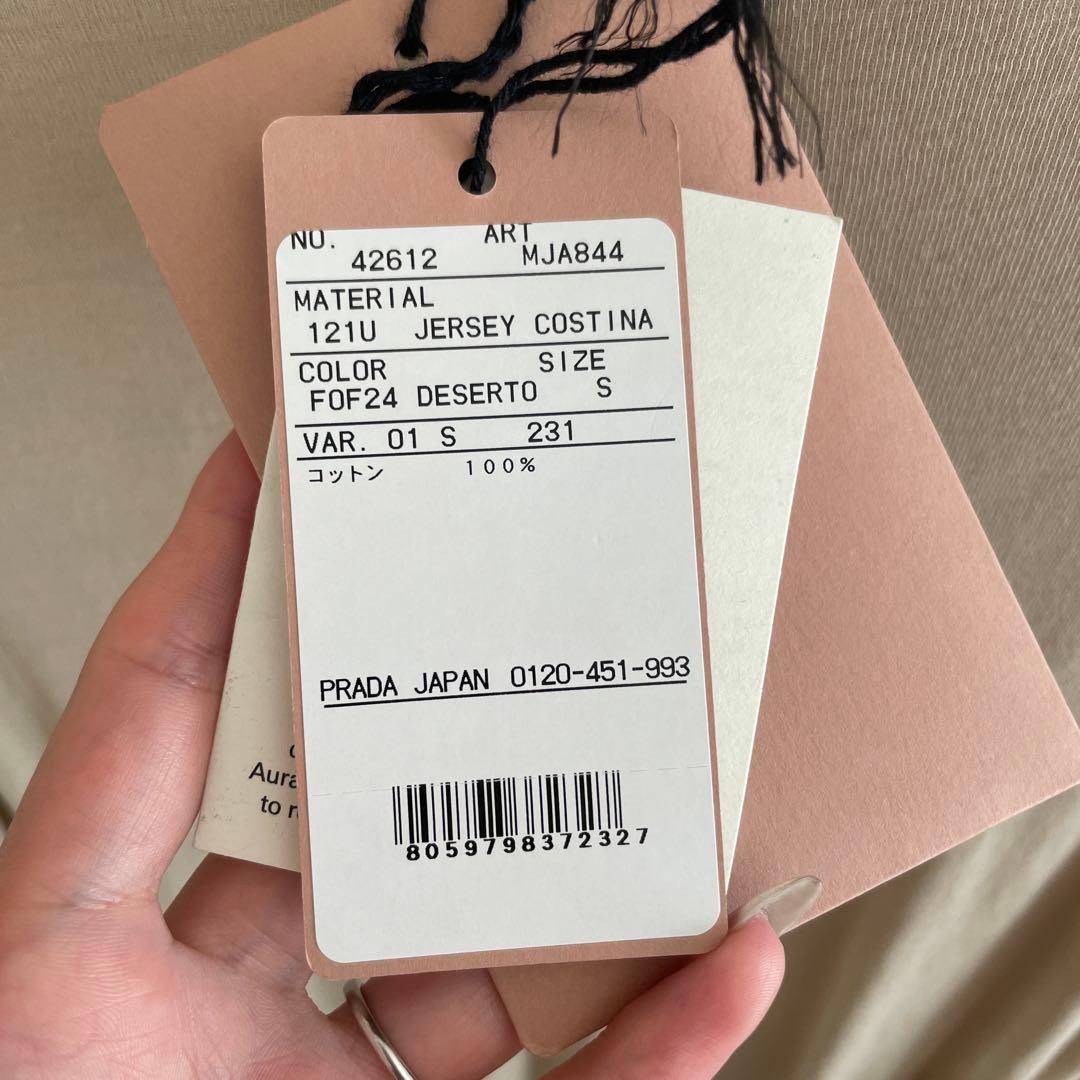 NO. ART
42612 MJA844
MATERIAL
121U JERSEY COSTINA
COLOR SIZE
F0F24 DESERTO S
VAR. 01 S 231
コットン 100%
PRADA JAPAN 0120-451-993
8059798372327
to